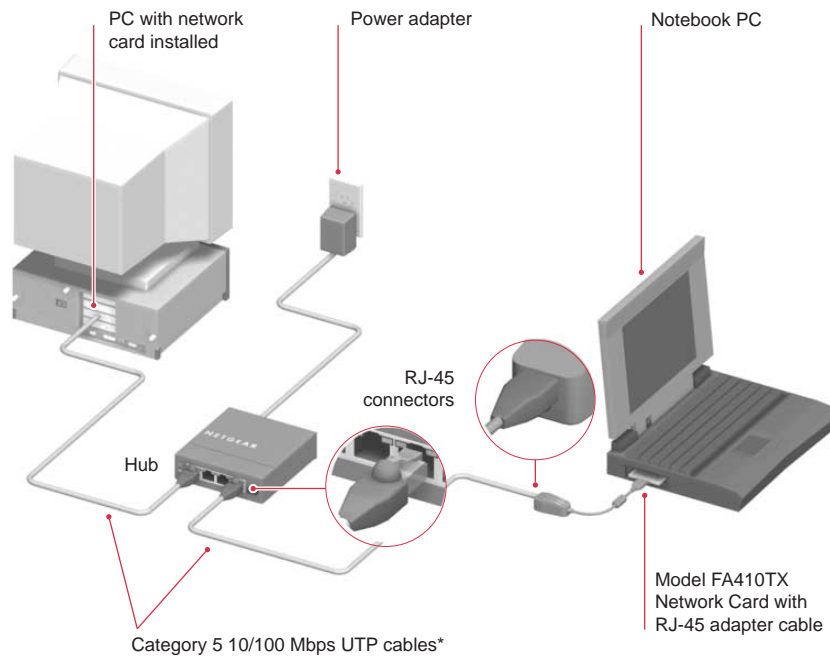 PC with network
card installed
Power adapter
Notebook PC
RJ-45
connectors
NETGEAR
Hub
Model FA410TX
Network Card with
RJ-45 adapter cable
Category 5 10/100 Mbps UTP cables*